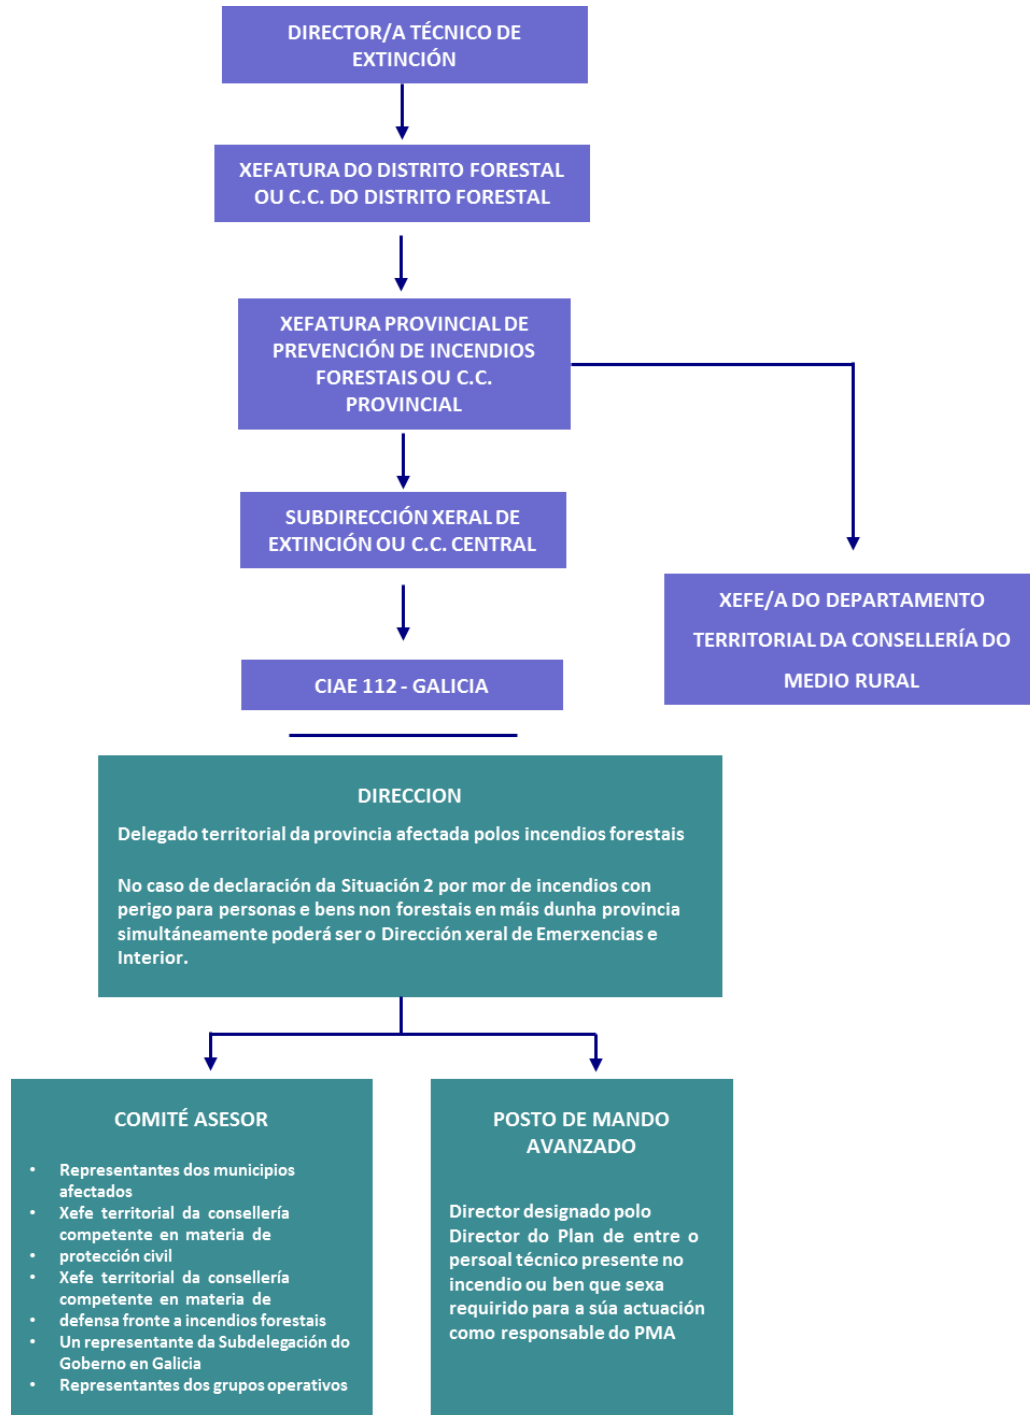 DIRECTOR/A TÉCNICO DE
EXTINCIÓN
XEFATURA DO DISTRITO FORESTAL
OU C.C. DO DISTRITO FORESTAL
XEFATURA PROVINCIAL DE
PREVENCIÓN DE INCENDIOS
FORESTAIS OU C.C.
PROVINCIAL
SUBDIRECCIÓN XERAL DE
EXTINCIÓN OU C.C. CENTRAL
XEFE/A DO DEPARTAMENTO
TERRITORIAL DA CONSELLERÍA DO
MEDIO RURAL
CIAE 112 - GALICIA
DIRECCION
Delegado territorial da provincia afectada polos incendios forestais
No caso de declaración da Situación 2 por mor de incendios con
perigo para personas e bens non forestais en máis dunha provincia
simultáneamente poderá ser o Dirección xeral de Emerxencias e
Interior.
COMITÉ ASESOR
• Representantes dos municipios
afectados
• Xefe territorial da consellería
competente en materia de
• protección civil
• Xefe territorial da consellería
competente en materia de
• defensa fronte a incendios forestais
• Un representante da Subdelegación do
Goberno en Galicia
• Representantes dos grupos operativos
POSTO DE MANDO
AVANZADO
Director designado polo
Director do Plan de entre o
persoal técnico presente no
incendio ou ben que sexa
requirido para a súa actuación
como responsable do PMA